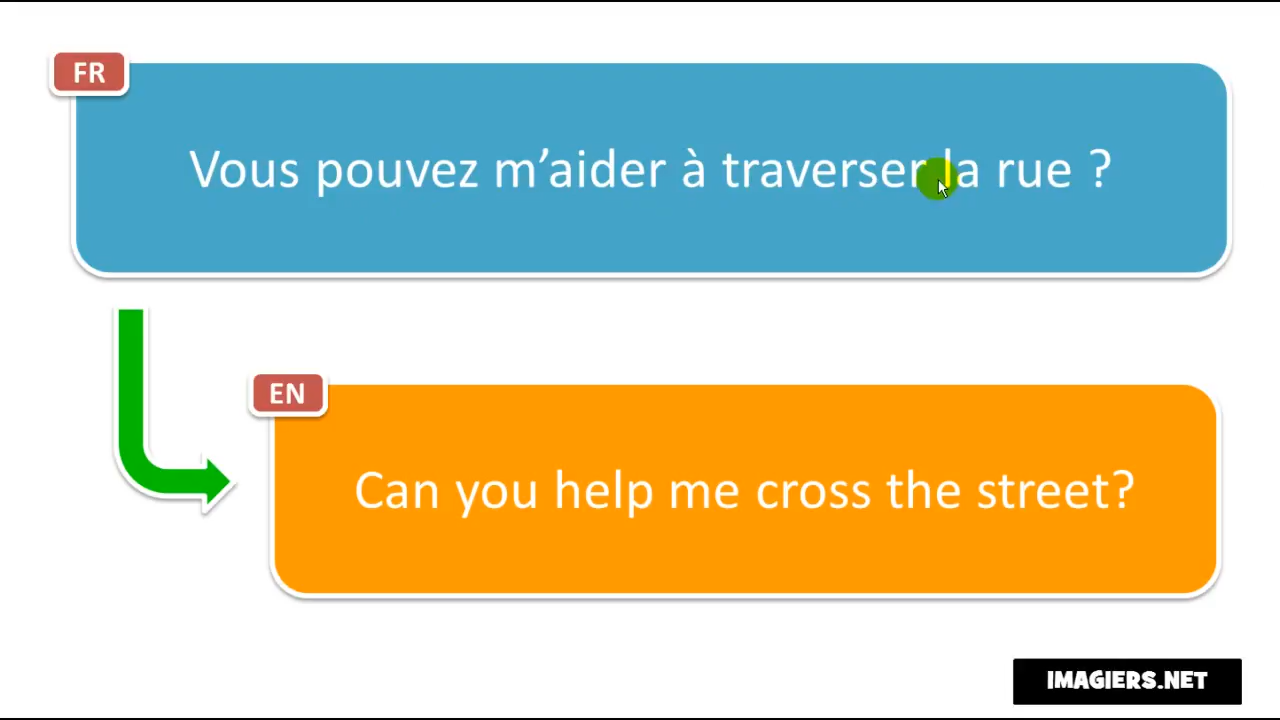 FR
Vous pouvez m’aider à traverser la rue ?
EN
Can you help me cross the street?
IMAGIERS.NET